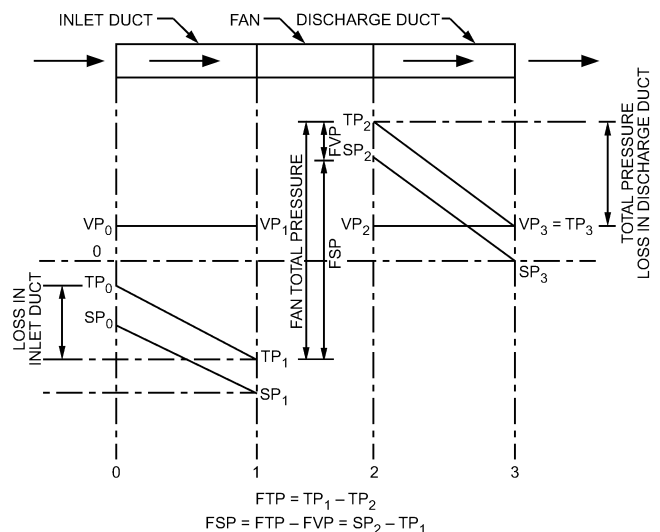 INLET DUCT
FAN
DISCHARGE DUCT
TP₂
FVP
SP₂
VP₀
VP₁
VP₂
VP₃ = TP₃
0
SP₃
TP₀
SP₀
TP₁
SP₁
LOSS IN
INLET DUCT
FAN TOTAL PRESSURE
FSP
TOTAL PRESSURE
LOSS IN DISCHARGE DUCT
0
1
2
3
FTP = TP₁ – TP₂
FSP = FTP – FVP = SP₂ – TP₁